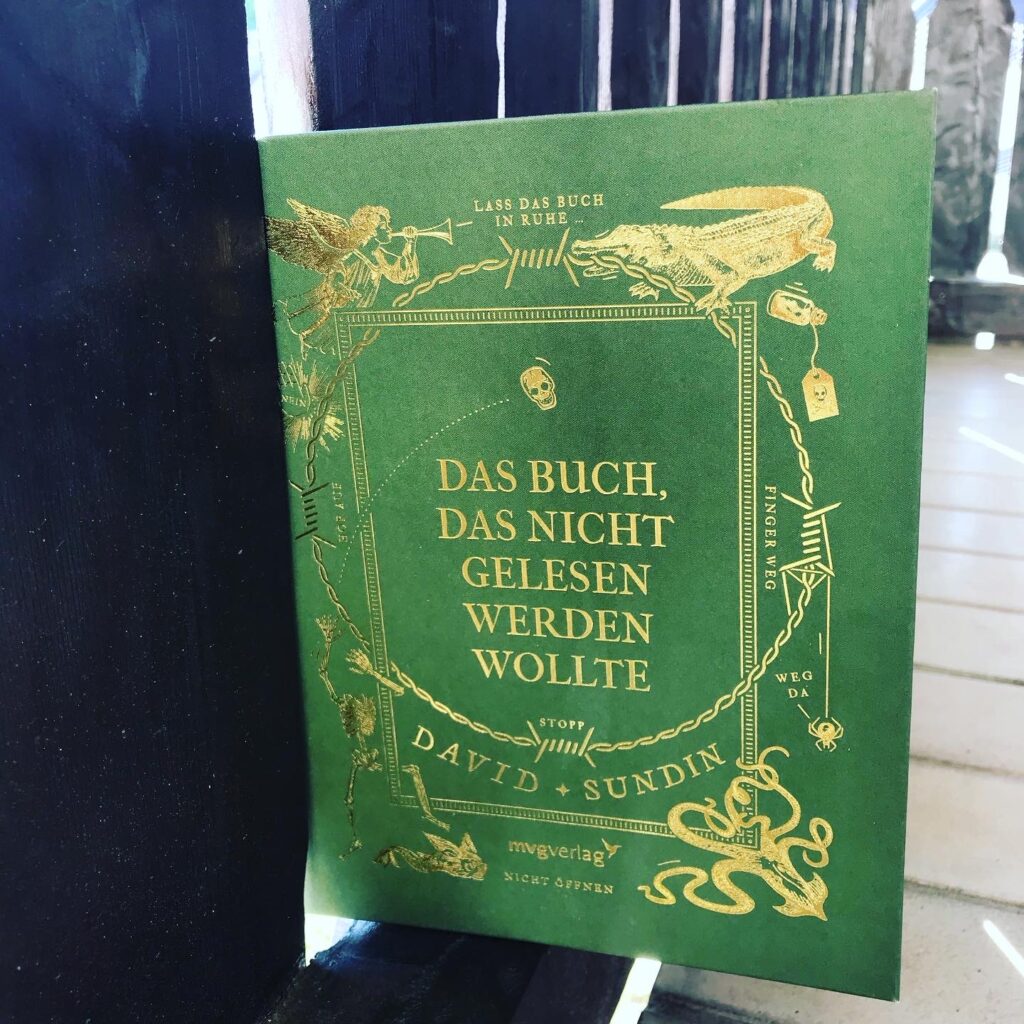 LASS DAS BUCH
IN RUHE ...
NEIN!
DAS BUCH,
DAS NICHT
GELESEN
WERDEN
WOLLTE
FINGER WEG
WEG
DA
STOPP
DAVID SUNDIN
mvgverlag
NICHT ÖFFNEN